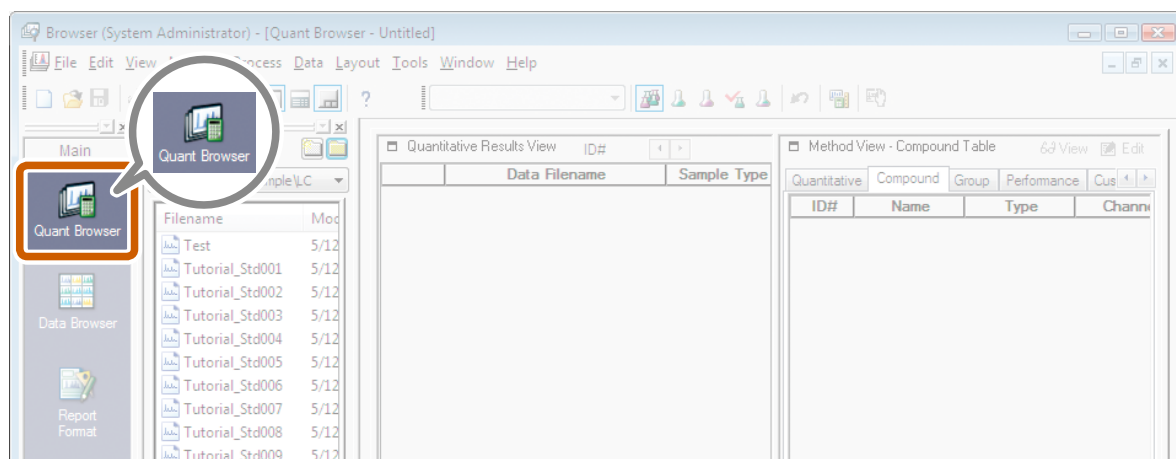 Browser (System Administrator) - [Quant Browser - Untitled]
File Edit View Process Data Layout Tools Window Help
Main
Quant Browser
Quant Browser
Data Browser
Report
Format
\LC
Filename Mod
Test 5/12
Tutorial_Std001 5/12
Tutorial_Std002 5/12
Tutorial_Std003 5/12
Tutorial_Std004 5/12
Tutorial_Std005 5/12
Tutorial_Std006 5/12
Tutorial_Std007 5/12
Tutorial_Std008 5/12
Tutorial_Std009 5/12
Quantitative Results View ID#
Data Filename Sample Type
Method View - Compound Table View Edit
Quantitative Compound Group Performance Cus
ID# Name Type Channe